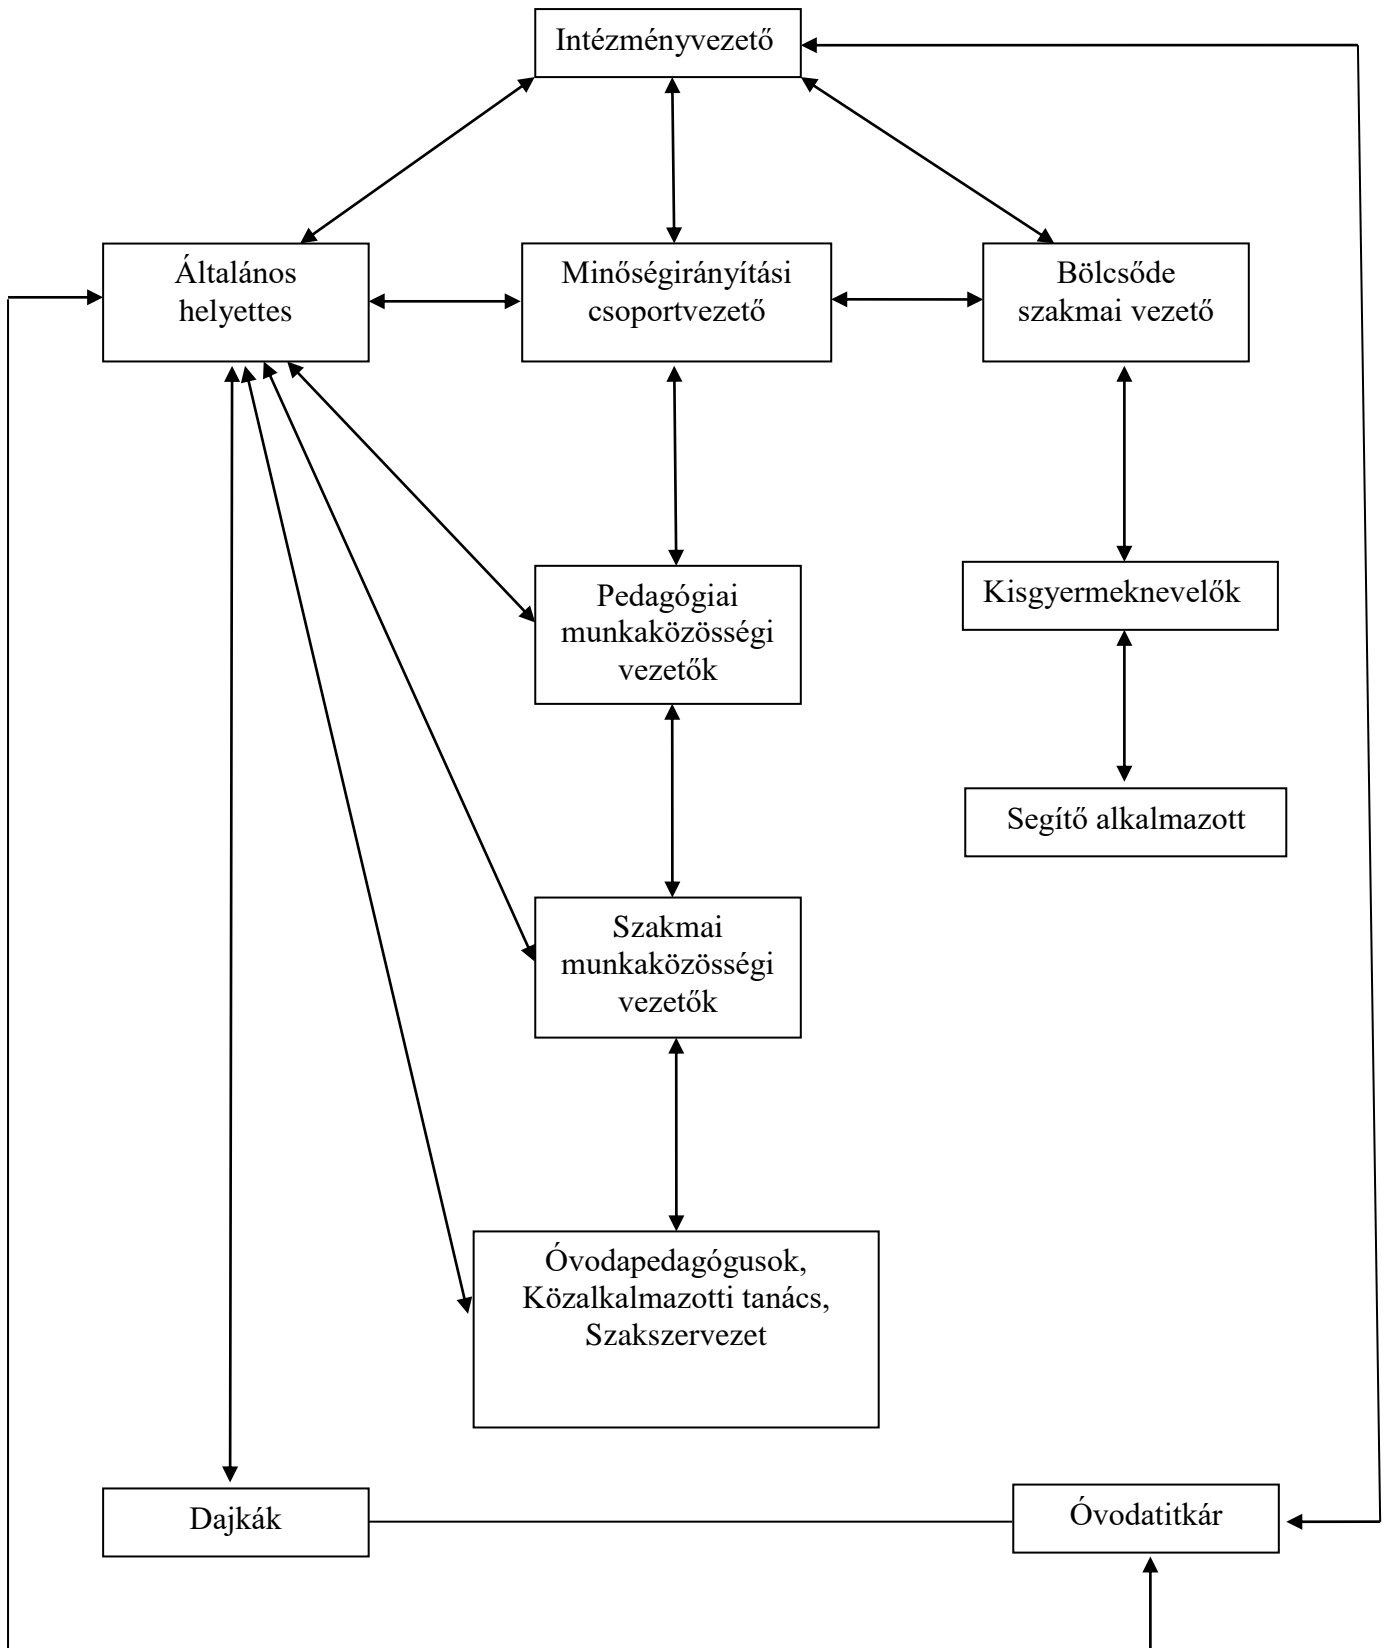 Intézményvezető
Általános
helyettes
Minőségirányítási
csoportvezető
Bölcsőde
szakmai vezető
Pedagógiai
munkaközösségi
vezetők
Kisgyermeknevelők
Segítő alkalmazott
Szakmai
munkaközösségi
vezetők
Óvodapedagógusok,
Közalkalmazotti tanács,
Szakszervezet
Dajkák
Óvodatitkár